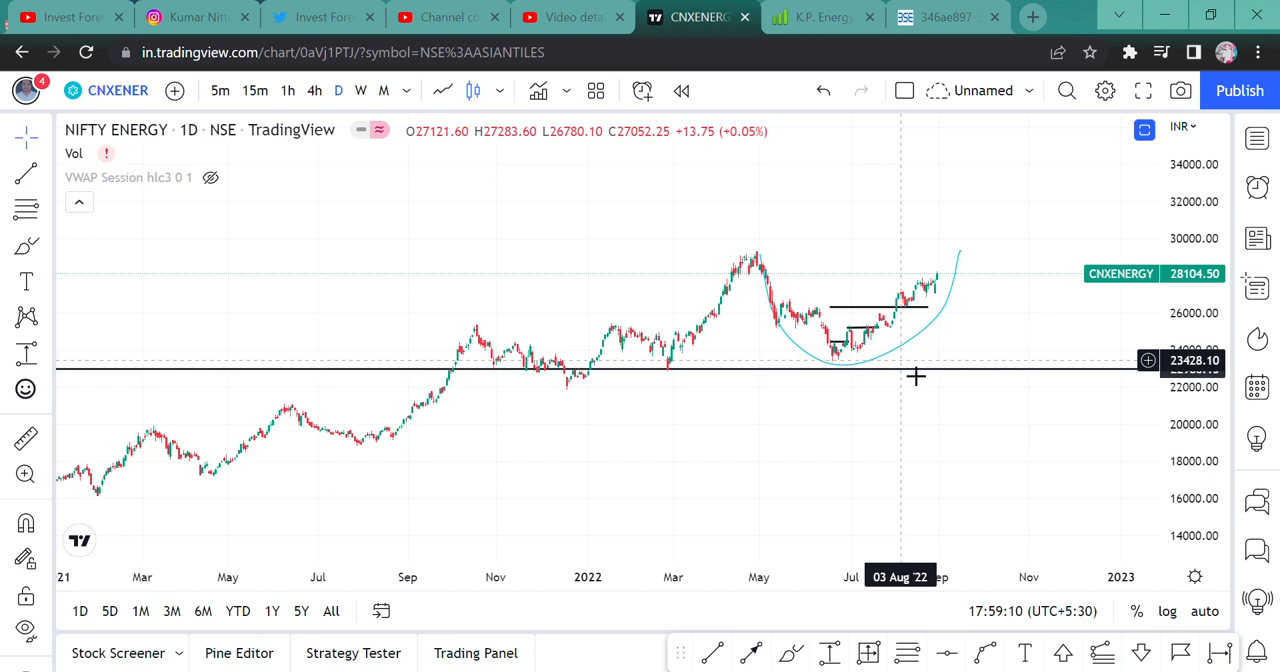 Invest Fore
Kumar Nitt
Invest Fore
Channel co
Video deta
CNXENERG
K.P. Energy
BSE
346ae897-
in.tradingview.com/chart/0aVj1PTJ/?symbol=NSE%3AASIANTILES
4
CNXENER
5m 15m 1h 4h D W M
Unnamed
Publish
NIFTY ENERGY · 1D · NSE · TradingView
O27121.60 H27283.60 L26780.10 C27052.25 +13.75 (+0.05%)
INR
Vol
VWAP Session hlc3 0 1
34000.00
32000.00
30000.00
CNXENERGY 28104.50
26000.00
23428.10
22000.00
20000.00
18000.00
16000.00
14000.00
21 Mar May Jul Sep Nov 2022 Mar May Jul 03 Aug '22 ep Nov 2023
1D 5D 1M 3M 6M YTD 1Y 5Y All
17:59:10 (UTC+5:30) % log auto
Stock Screener Pine Editor Strategy Tester Trading Panel